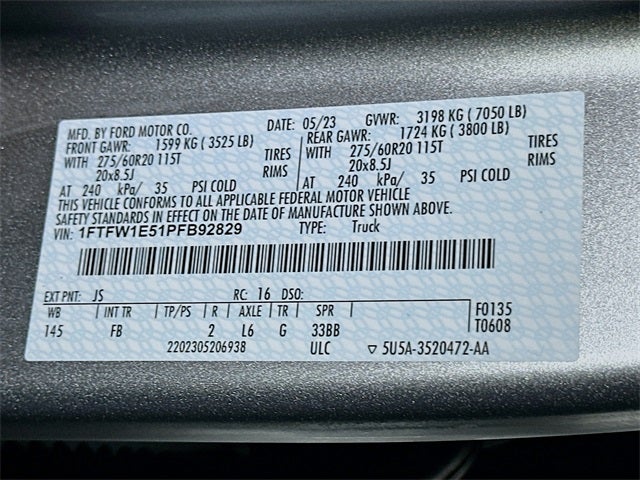 MFD. BY FORD MOTOR CO. DATE: 05/23 GVWR: 3198 KG ( 7050 LB)
FRONT GAWR: 1599 KG ( 3525 LB) REAR GAWR: 1724 KG ( 3800 LB)
WITH 275/60R20 115T TIRES WITH 275/60R20 115T TIRES
20x8.5J RIMS 20x8.5J RIMS
AT 240 kPa/ 35 PSI COLD AT 240 kPa/ 35 PSI COLD
THIS VEHICLE CONFORMS TO ALL APPLICABLE FEDERAL MOTOR VEHICLE
SAFETY STANDARDS IN EFFECT ON THE DATE OF MANUFACTURE SHOWN ABOVE.
VIN: 1FTFW1E51PFB92829 TYPE: Truck
EXT PNT: JS RC: 16 DSO:
WB INT TR TP/PS R AXLE TR SPR F0135
145 FB 2 L6 G 33BB T0608
2202305206938 ULC ▽ 5U5A-3520472-AA